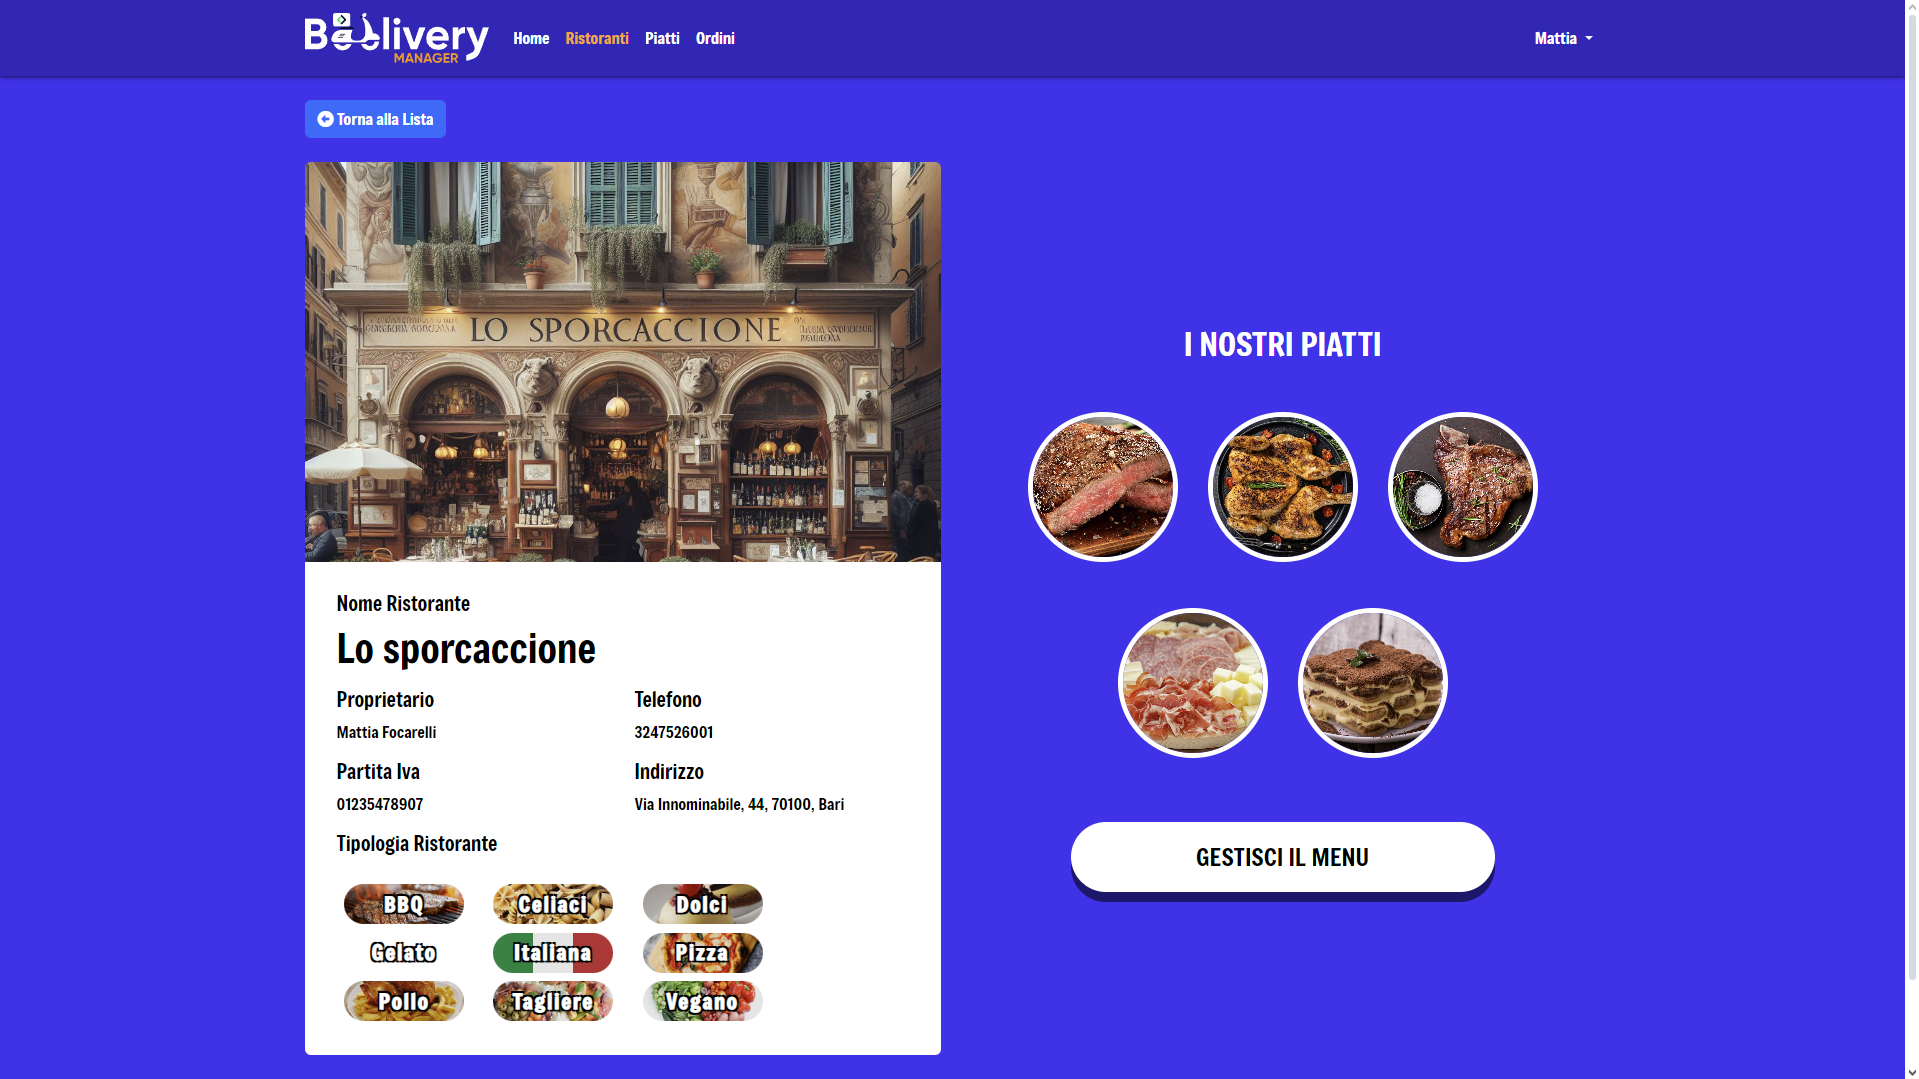 Boolivery
MANAGER
Home Ristoranti Piatti Ordini
Mattia
Torna alla Lista
LO SPORCACCIONE
Nome Ristorante
Lo sporcaccione
Proprietario
Mattia Focarelli
Telefono
3247526001
Partita Iva
01235478907
Indirizzo
Via Innominabile, 44, 70100, Bari
Tipologia Ristorante
BBQ
Celiaci
Dolci
Gelato
Italiana
Pizza
Pollo
Tagliere
Vegano
I NOSTRI PIATTI
GESTISCI IL MENU